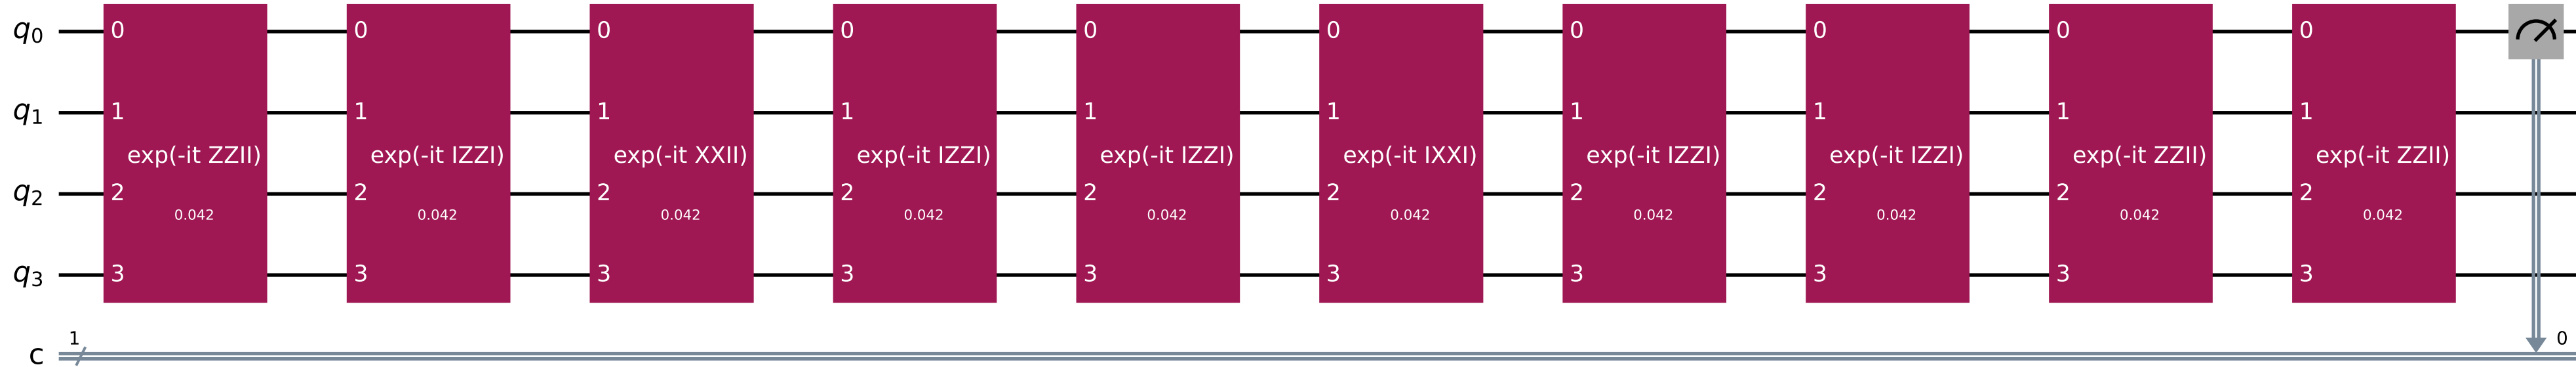 q0 0 0 0 0 0 0 0 0 0 0
q1 1 1 1 1 1 1 1 1 1 1
exp(-it ZZII) exp(-it IZZI) exp(-it XXII) exp(-it IZZI) exp(-it IZZI) exp(-it IXXI) exp(-it IZZI) exp(-it IZZI) exp(-it ZZII) exp(-it ZZII)
q2 2 2 2 2 2 2 2 2 2 2
0.042 0.042 0.042 0.042 0.042 0.042 0.042 0.042 0.042 0.042
q3 3 3 3 3 3 3 3 3 3 3
1 0
c